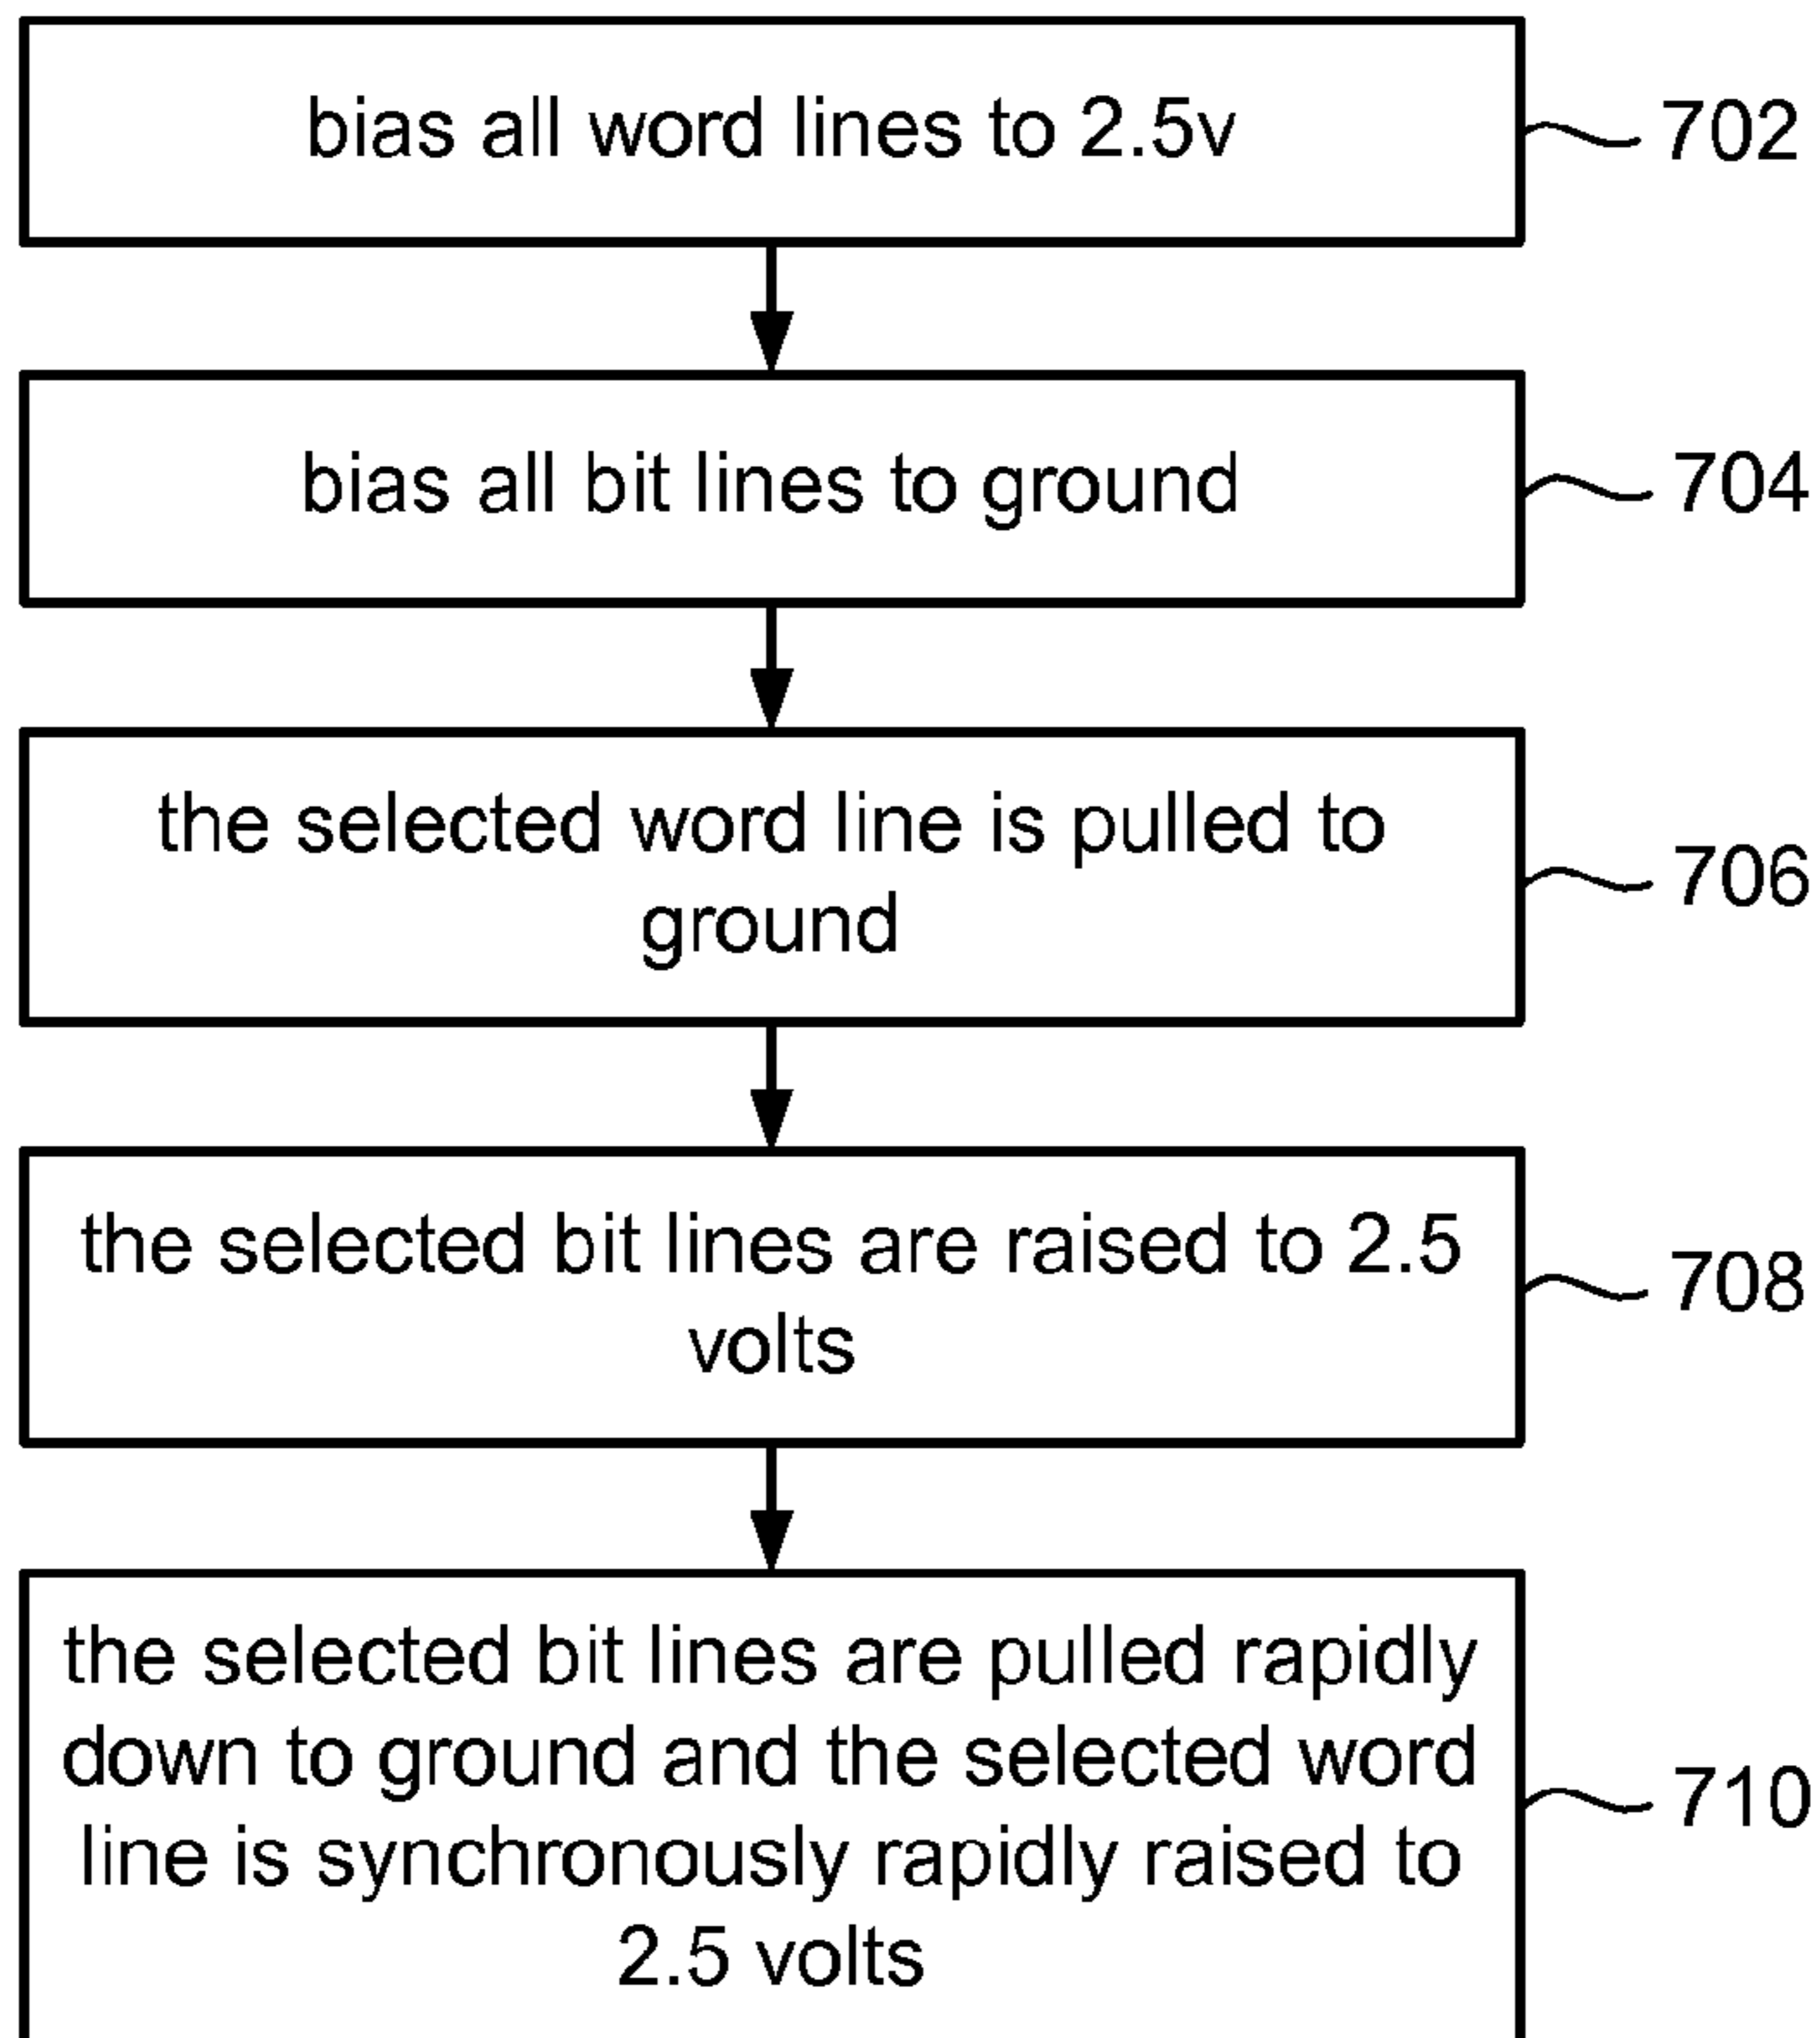 bias all word lines to 2.5v
702
bias all bit lines to ground
704
the selected word line is pulled to
ground
706
the selected bit lines are raised to 2.5
volts
708
the selected bit lines are pulled rapidly
down to ground and the selected word
line is synchronously rapidly raised to
2.5 volts
710